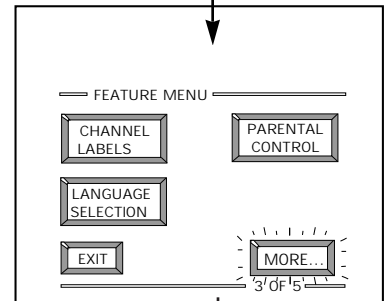 FEATURE MENU
CHANNEL
LABELS
PARENTAL
CONTROL
LANGUAGE
SELECTION
EXIT
MORE...
3 OF 5